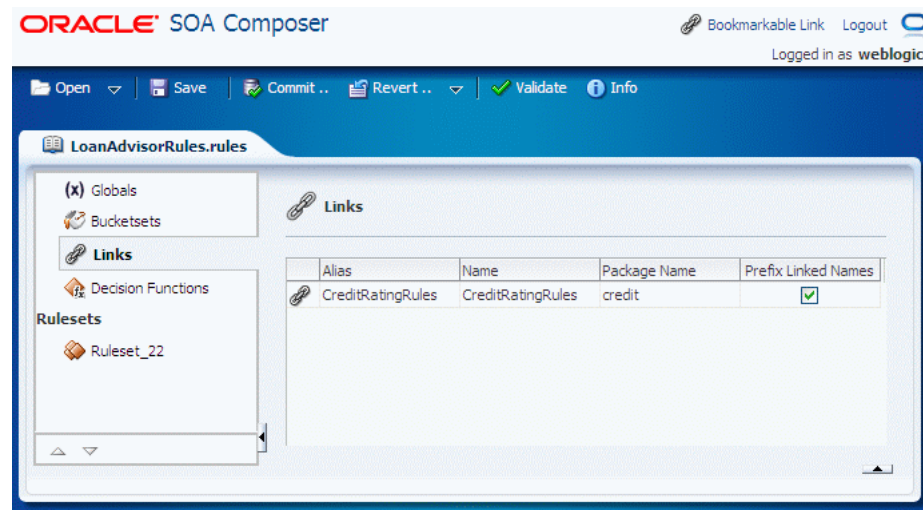 ORACLE SOA Composer
Bookmarkable Link Logout
Logged in as weblogic
Open Save Commit .. Revert .. Validate Info
LoanAdvisorRules.rules
(x) Globals
Bucketsets
Links
Decision Functions
Rulesets
Ruleset_22
Links
Alias Name Package Name Prefix Linked Names
CreditRatingRules CreditRatingRules credit